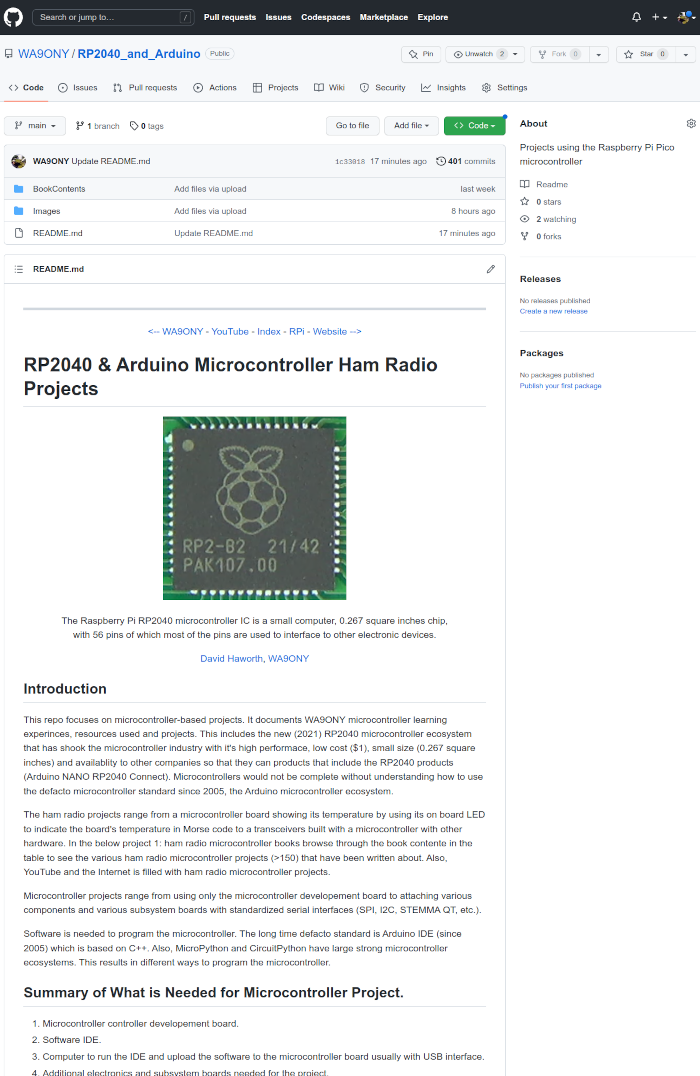 Search or jump to…
/
Pull requests Issues Codespaces Marketplace Explore
WA9ONY / RP2040_and_Arduino Public
Pin Unwatch 2 Fork 0 Star 0
Code Issues Pull requests Actions Projects Wiki Security Insights Settings
main 1 branch 0 tags Go to file Add file Code
WA9ONY Update README.md 1c33018 17 minutes ago 401 commits
BookContents Add files via upload last week
Images Add files via upload 8 hours ago
README.md Update README.md 17 minutes ago
README.md
<-- WA9ONY - YouTube - Index - RPi - Website -->
RP2040 & Arduino Microcontroller Ham Radio
Projects
RP2-B2 21/42
PAK107.00
The Raspberry Pi RP2040 microcontroller IC is a small computer, 0.267 square inches chip,
with 56 pins of which most of the pins are used to interface to other electronic devices.
David Haworth, WA9ONY
Introduction
This repo focuses on microcontroller-based projects. It documents WA9ONY microcontroller learning
experinces, resources used and projects. This includes the new (2021) RP2040 microcontroller ecosystem
that has shook the microcontroller industry with it's high performace, low cost ($1), small size (0.267 square
inches) and availablity to other companies so that they can products that include the RP2040 products
(Arduino NANO RP2040 Connect). Microcontrollers would not be complete without understanding how to use
the defacto microcontroller standard since 2005, the Arduino microcontroller ecosystem.
The ham radio projects range from a microcontroller board showing its temperature by using its on board LED
to indicate the board's temperature in Morse code to a transceivers built with a microcontroller with other
hardware. In the below project 1: ham radio microcontroller books browse through the book contente in the
table to see the various ham radio microcontroller projects (>150) that have been written about. Also,
YouTube and the Internet is filled with ham radio microcontroller projects.
Microcontroller projects range from using only the microcontroller developement board to attaching various
components and various subsystem boards with standardized serial interfaces (SPI, I2C, STEMMA QT, etc.).
Software is needed to program the microcontroller. The long time defacto standard is Arduino IDE (since
2005) which is based on C++. Also, MicroPython and CircuitPython have large strong microcontroller
ecosystems. This results in different ways to program the microcontroller.
Summary of What is Needed for Microcontroller Project.
1. Microcontroller controller developement board.
2. Software IDE.
3. Computer to run the IDE and upload the software to the microcontroller board usually with USB interface.
4. Additional electronics and subsystem boards needed for the project.
About
Projects using the Raspberry Pi Pico
microcontroller
Readme
0 stars
2 watching
0 forks
Releases
No releases published
Create a new release
Packages
No packages published
Publish your first package